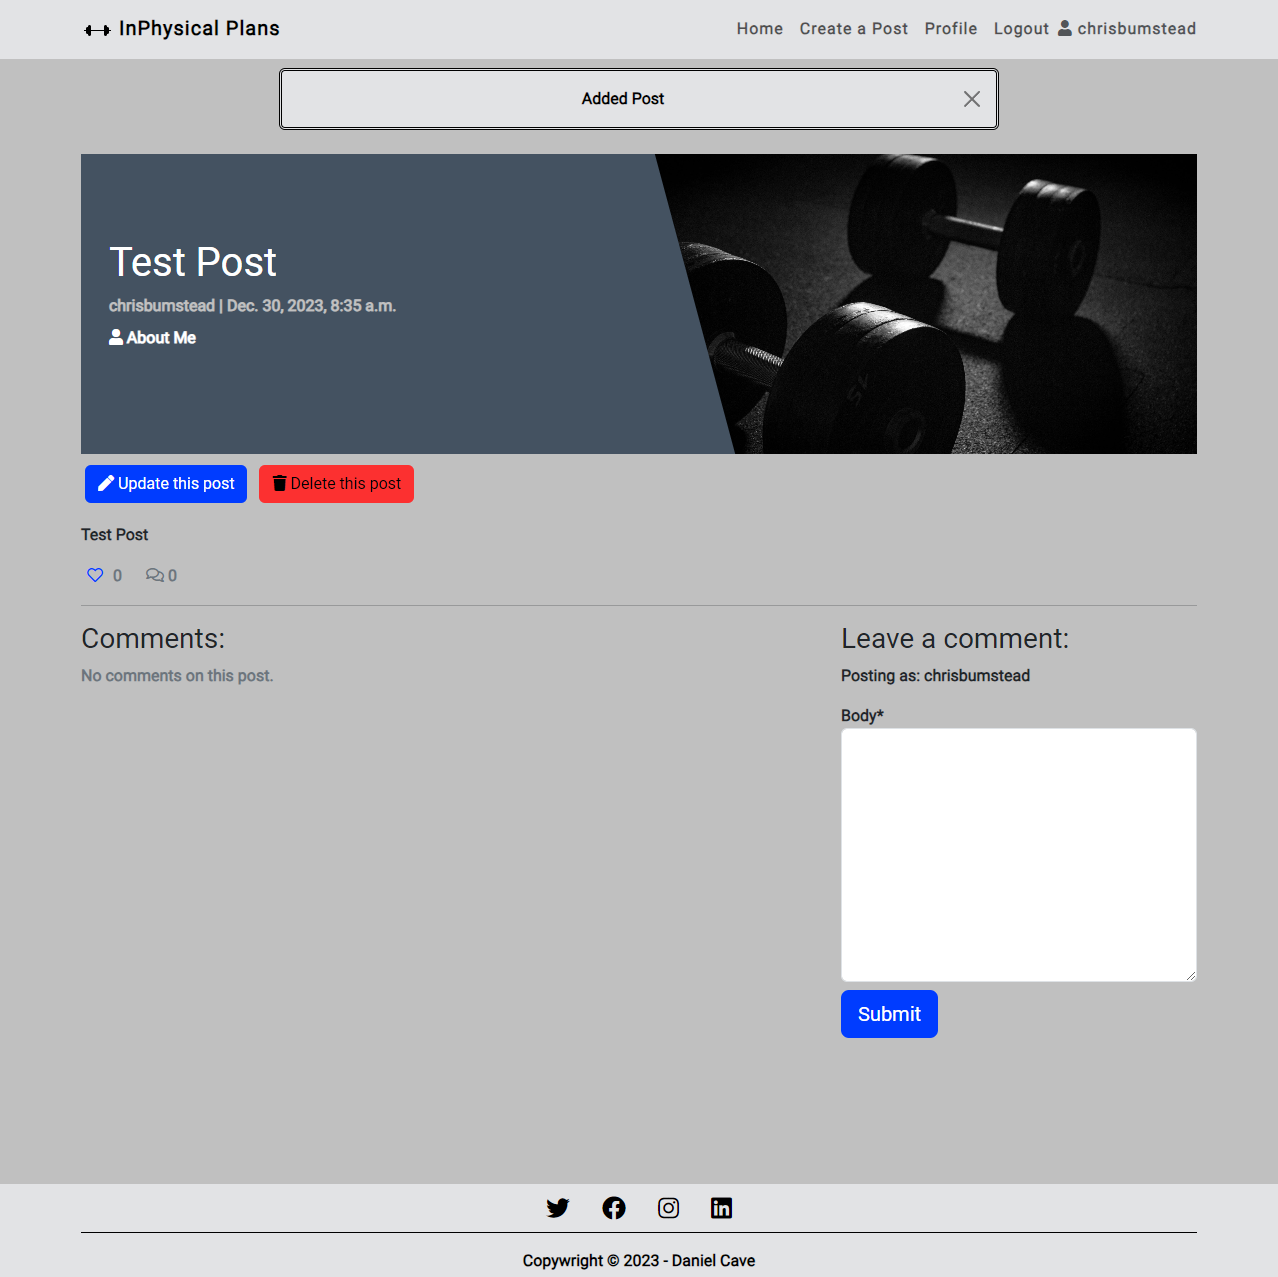 InPhysical Plans
Home Create a Post Profile Logout chrisbumstead
Added Post
Test Post
chrisbumstead | Dec. 30, 2023, 8:35 a.m.
About Me
75
Update this post Delete this post
Test Post
0 0
Comments:
No comments on this post.
Leave a comment:
Posting as: chrisbumstead
Body*
Submit
Copywright © 2023 - Daniel Cave